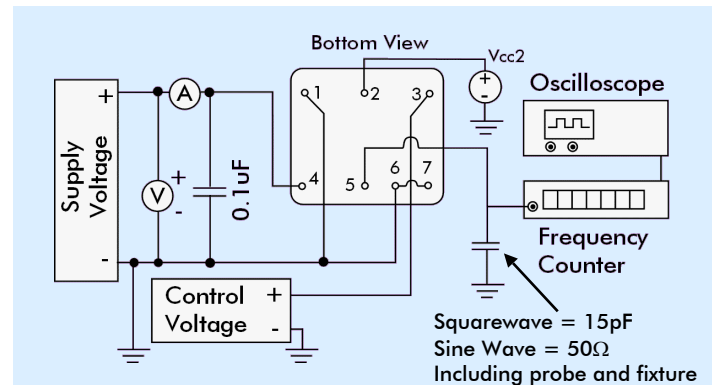 Bottom View
Vcc2
+
-
Oscilloscope
Supply
Voltage
+
-
A
V
+
-
0.1uF
1
2
3
4
5
6
7
Frequency
Counter
Control
Voltage
+
-
Squarewave = 15pF
Sine Wave = 50Ω
Including probe and fixture